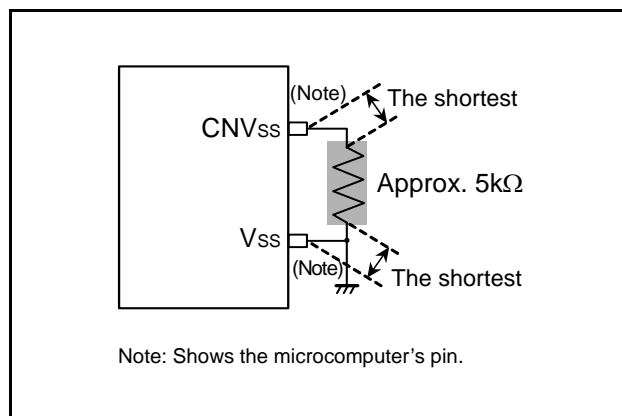 (Note)
The shortest
CNVss
Approx. 5kΩ
Vss
(Note)
The shortest
Note: Shows the microcomputer's pin.